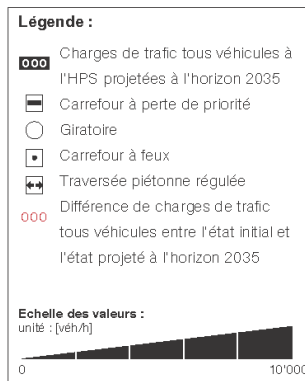 Légende :
000 Charges de trafic tous véhicules à
l'HPS projetées à l'horizon 2035
Carrefour à perte de priorité
Giratoire
Carrefour à feux
Traversée piétonne régulée
000 Différence de charges de trafic
tous véhicules entre l'état initial et
l'état projeté à l'horizon 2035
Echelle des valeurs :
unité : [véh/h]
0 10'000